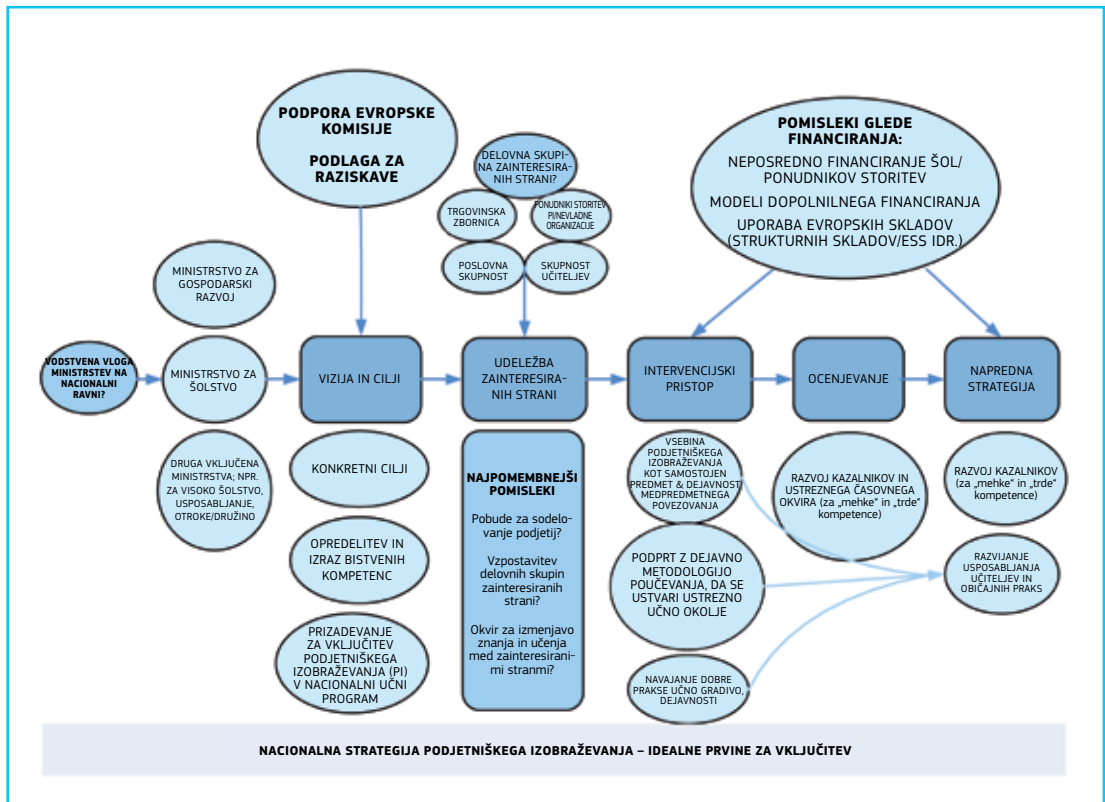 PODPORA EVROPSKE
KOMISIJE
PODLAGA ZA
RAZISKAVE
DELOVNA SKUPI-
NA ZAINTERESIRA-
NIH STRANI?
TRGOVINSKA
ZBORNICA
PONUDNIKI STORITEV
PI/NEVLADNE
ORGANIZACIJE
POSLOVNA
SKUPNOST
SKUPNOST
UČITELJEV
POMISLEKI GLEDE
FINANCIRANJA:
NEPOSREDNO FINANCIRANJE ŠOL/
PONUDNIKOV STORITEV
MODELI DOPOLNILNEGA FINANCIRANJA
UPORABA EVROPSKIH SKLADOV
(STRUKTURNIH SKLADOV/ESS IDR.)
MINISTRSTVO ZA
GOSPODARSKI
RAZVOJ
VODSTVENA VLOGA
MINISTRSTEV NA
NACIONALNI
RAVNI?
MINISTRSTVO ZA
ŠOLSTVO
DRUGA VKLJUČENA
MINISTRSTVA; NPR.
ZA VISOKO ŠOLSTVO,
USPOSABLJANJE,
OTROKE/DRUŽINO
VIZIJA IN CILJI
UDELEŽBA
ZAINTERESIRA-
NIH STRANI
INTERVENCIJSKI
PRISTOP
OCENJEVANJE
NAPREDNA
STRATEGIJA
KONKRETNI CILJI
OPREDELITEV IN
IZRAZ BISTVENIH
KOMPETENC
PRIZADEVANJE
ZA VKLJUČITEV
PODJETNIŠKEGA
IZOBRAŽEVANJA (PI)
V NACIONALNI UČNI
PROGRAM
NAJPOMEMBNEJŠI
POMISLEKI
Pobude za sodelo-
vanje podjetij?
Vzpostavitev
delovnih skupin
zainteresiranih
strani?
Okvir za izmenjavo
znanja in učenja
med zainteresirani-
mi stranmi?
VSEBINA
PODJETNIŠKEGA
IZOBRAŽEVANJA
KOT SAMOSTOJEN
PREDMET & DEJAVNOST
MEDPREDMETNEGA
POVEZOVANJA
PODPRT Z DEJAVNO
METODOLOGIJO
POUČEVANJA, DA SE
USTVARI USTREZNO
UČNO OKOLJE
NAVAJANJE DOBRE
PRAKSE UČNO GRADIVO,
DEJAVNOSTI
RAZVOJ KAZALNIKOV IN
USTREZNEGA ČASOVNEGA
OKVIRA (za „mehke“ in „trde“
kompetence)
RAZVOJ KAZALNIKOV
(za „mehke“ in „trde“
kompetence)
RAZVIJANJE
USPOSABLJANJA
UČITELJEV IN
OBIČAJNIH PRAKS
NACIONALNA STRATEGIJA PODJETNIŠKEGA IZOBRAŽEVANJA – IDEALNE PRVINE ZA VKLJUČITEV